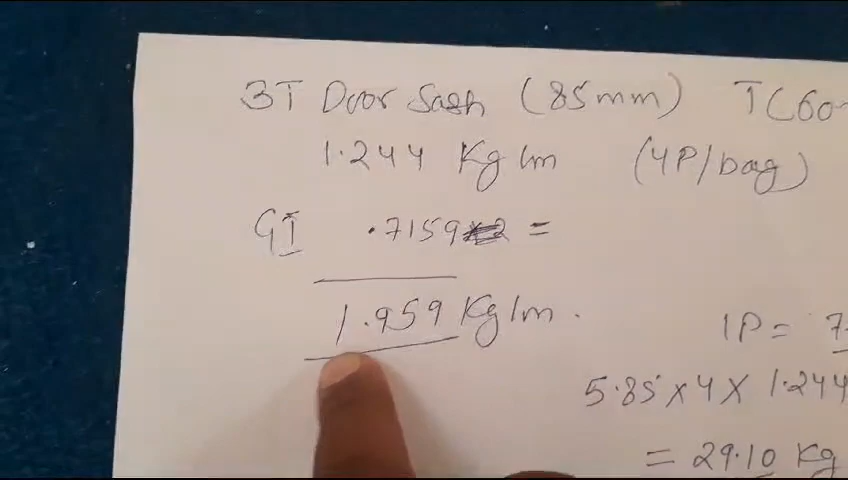 3T Door Sash (85mm) TC60
1.244 Kg/m (4P/bag)
GI .7159 =
1.959 Kg/m.
1P = 7.
5.85 x 4 x 1.244
= 29.10 Kg